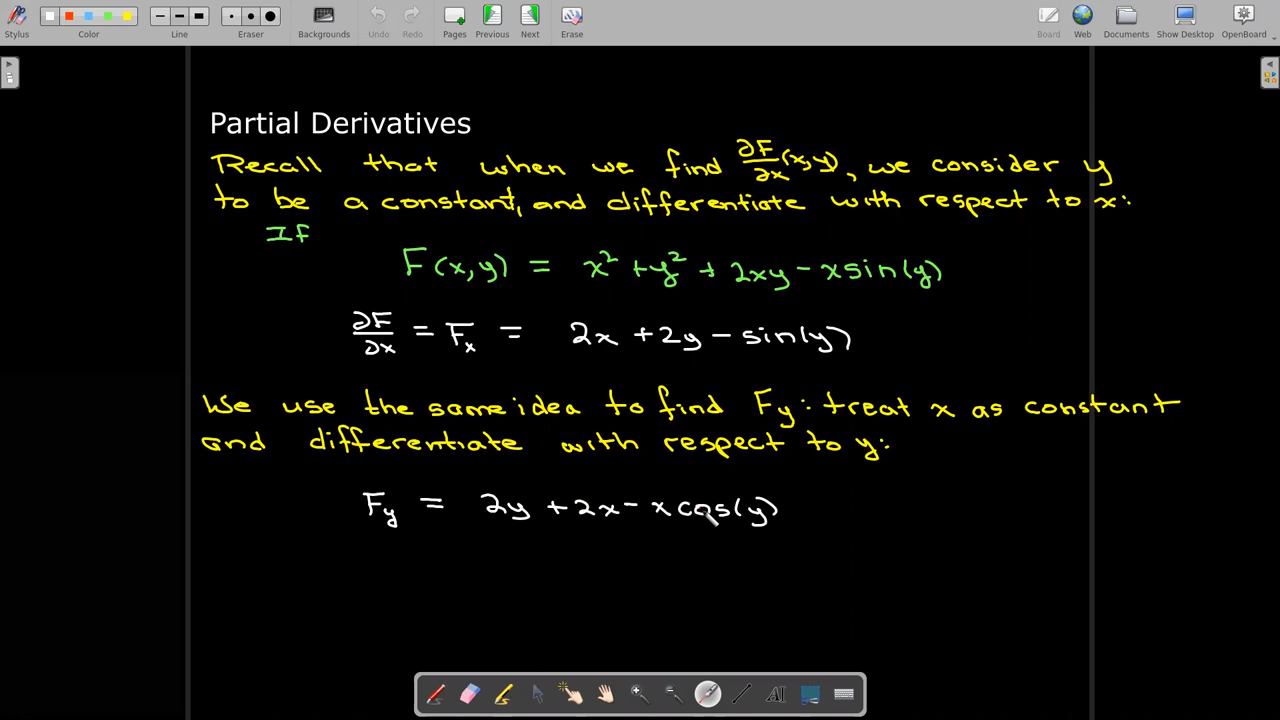 Stylus Color Line Eraser Backgrounds Undo Redo Pages Previous Next Erase Board Web Documents Show Desktop OpenBoard
Partial Derivatives
Recall that when we find ∂F/∂x (x,y), we consider y
to be a constant, and differentiate with respect to x:
If
F(x,y) = x² + y² + 2xy - x sin(y)
∂F/∂x = Fₓ = 2x + 2y - sin(y)
We use the same idea to find Fy: treat x as constant
and differentiate with respect to y:
Fy = 2y + 2x - x cos(y)
AI